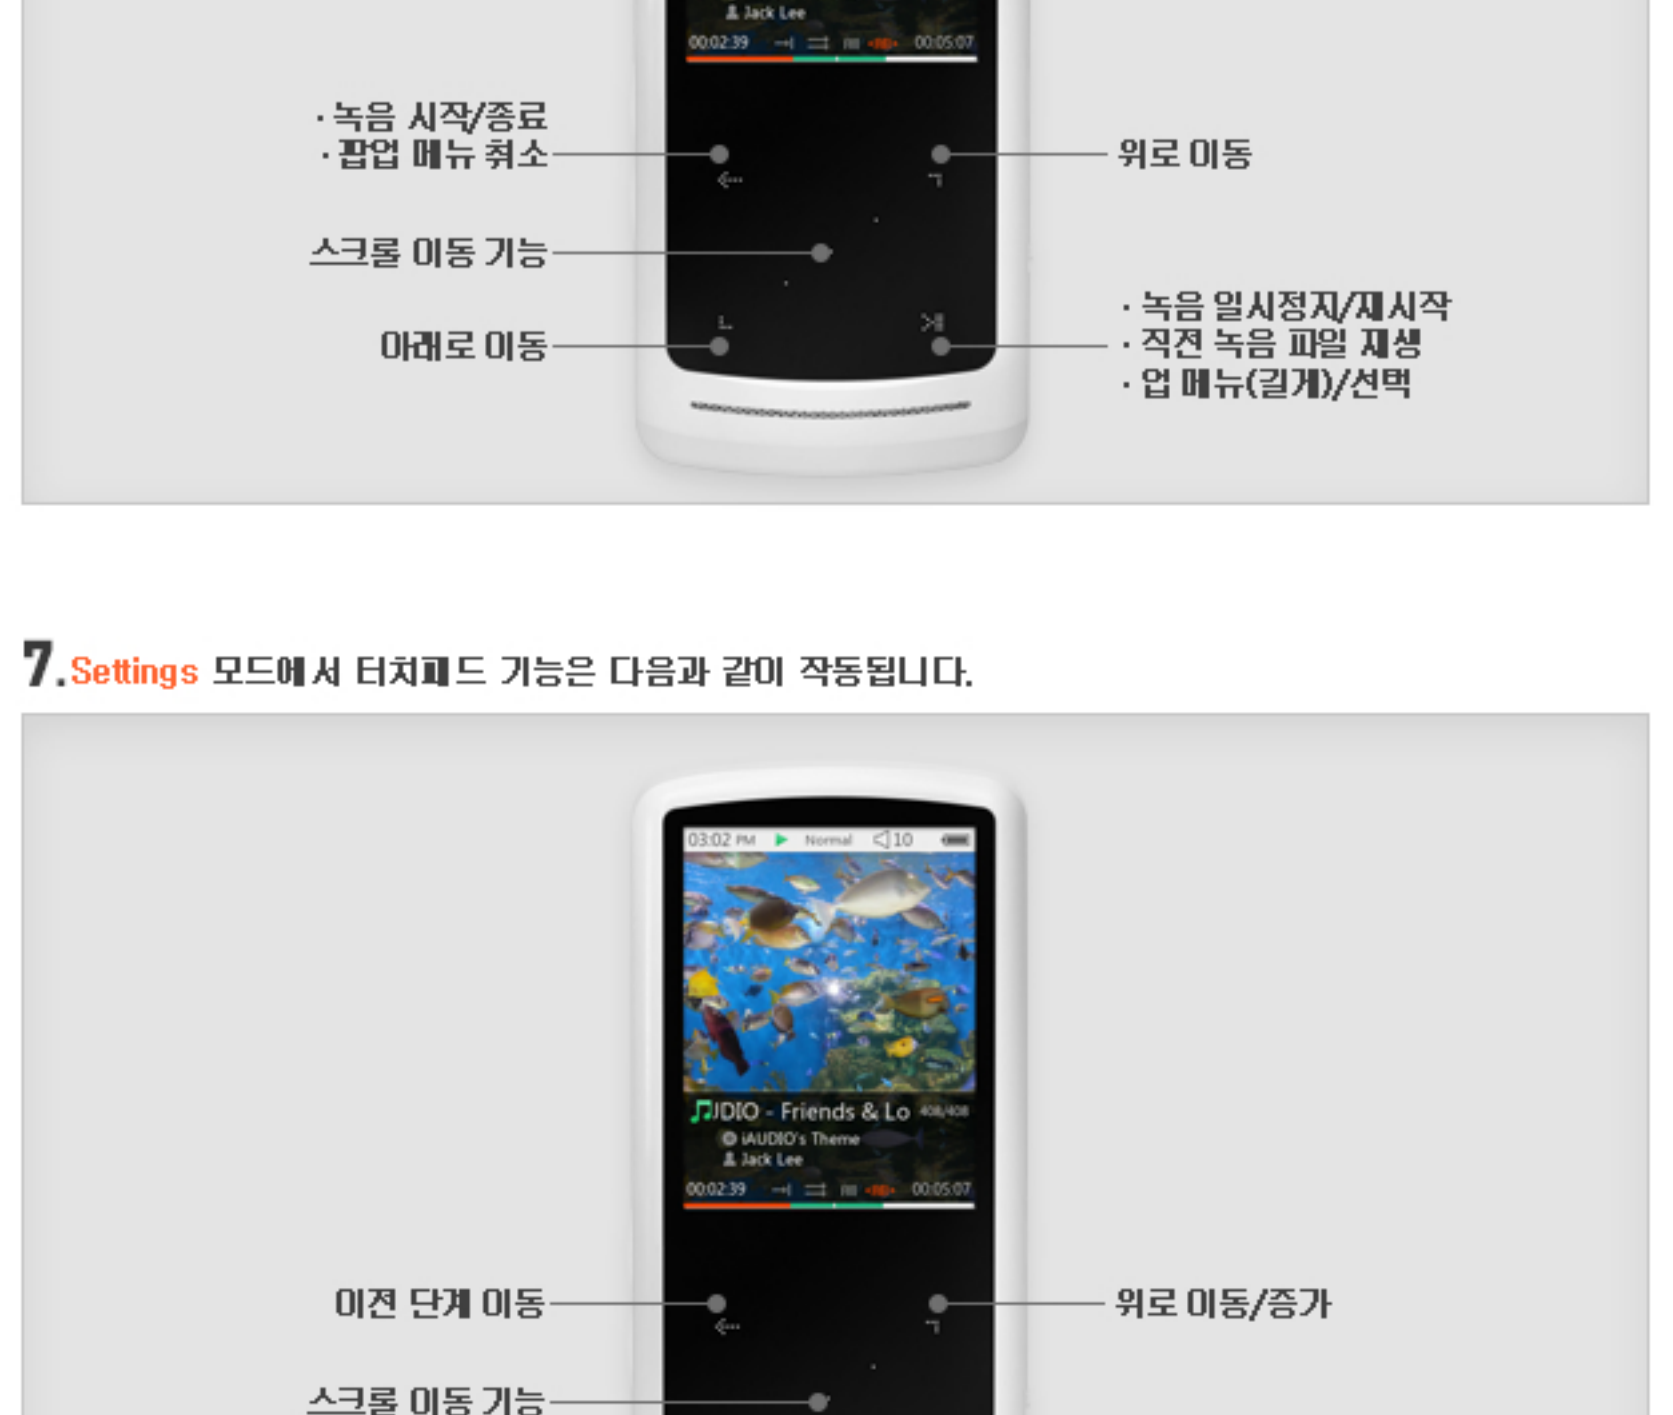 Jack Lee
00:02:39 00:05:07
· 녹음 시작/종료
· 팝업 메뉴 취소
위로 이동
스크롤 이동 기능
아래로 이동
· 녹음 일시정지/재시작
· 직전 녹음 파일 재생
· 업 메뉴(길게)/선택
7.Settings 모드에서 터치패드 기능은 다음과 같이 작동됩니다.
03:02 PM Normal 10
JDIO - Friends & Lo 408/408
iAUDIO's Theme
Jack Lee
00:02:39 00:05:07
이전 단계 이동
위로 이동/증가
스크롤 이동 기능